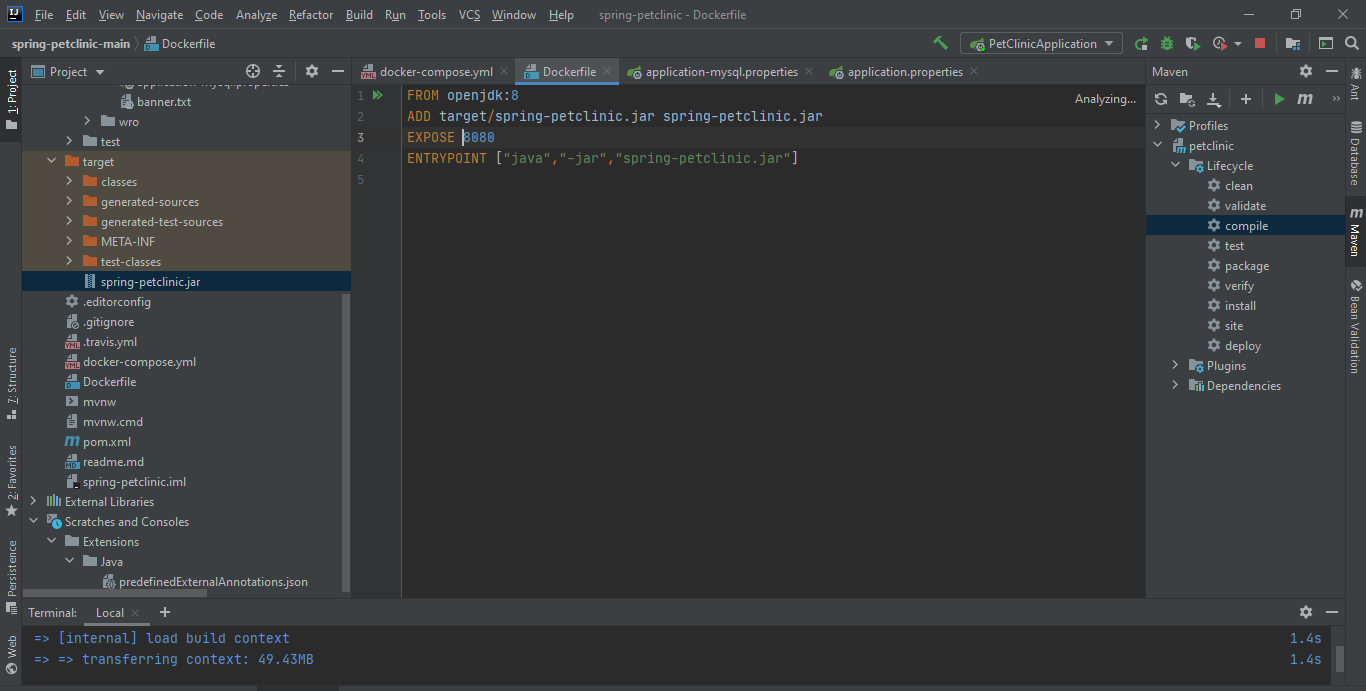 IJ File Edit View Navigate Code Analyze Refactor Build Run Tools VCS Window Help spring-petclinic - Dockerfile
spring-petclinic-main Dockerfile PetClinicApplication
1: Project
7: Structure
2: Favorites
Persistence
Web
Project
banner.txt
wro
test
target
classes
generated-sources
generated-test-sources
META-INF
test-classes
spring-petclinic.jar
.editorconfig
.gitignore
.travis.yml
docker-compose.yml
Dockerfile
mvnw
mvnw.cmd
pom.xml
readme.md
spring-petclinic.iml
External Libraries
Scratches and Consoles
Extensions
Java
predefinedExternalAnnotations.json
docker-compose.yml Dockerfile application-mysql.properties application.properties
1 FROM openjdk:8
2 ADD target/spring-petclinic.jar spring-petclinic.jar
3 EXPOSE 8080
4 ENTRYPOINT ["java","-jar","spring-petclinic.jar"]
5
Analyzing...
Maven
Profiles
petclinic
Lifecycle
clean
validate
compile
test
package
verify
install
site
deploy
Plugins
Dependencies
Ant
Database
Maven
Bean Validation
Terminal: Local
=> [internal] load build context 1.4s
=> => transferring context: 49.43MB 1.4s